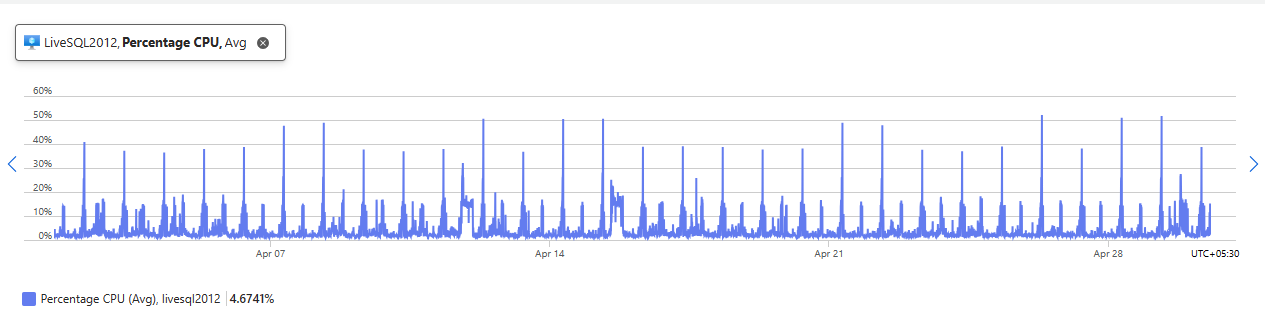 LiveSQL2012, Percentage CPU, Avg
60%
50%
40%
30%
20%
10%
0%
Apr 07 Apr 14 Apr 21 Apr 28 UTC+05:30
Percentage CPU (Avg), livesql2012 4.6741%